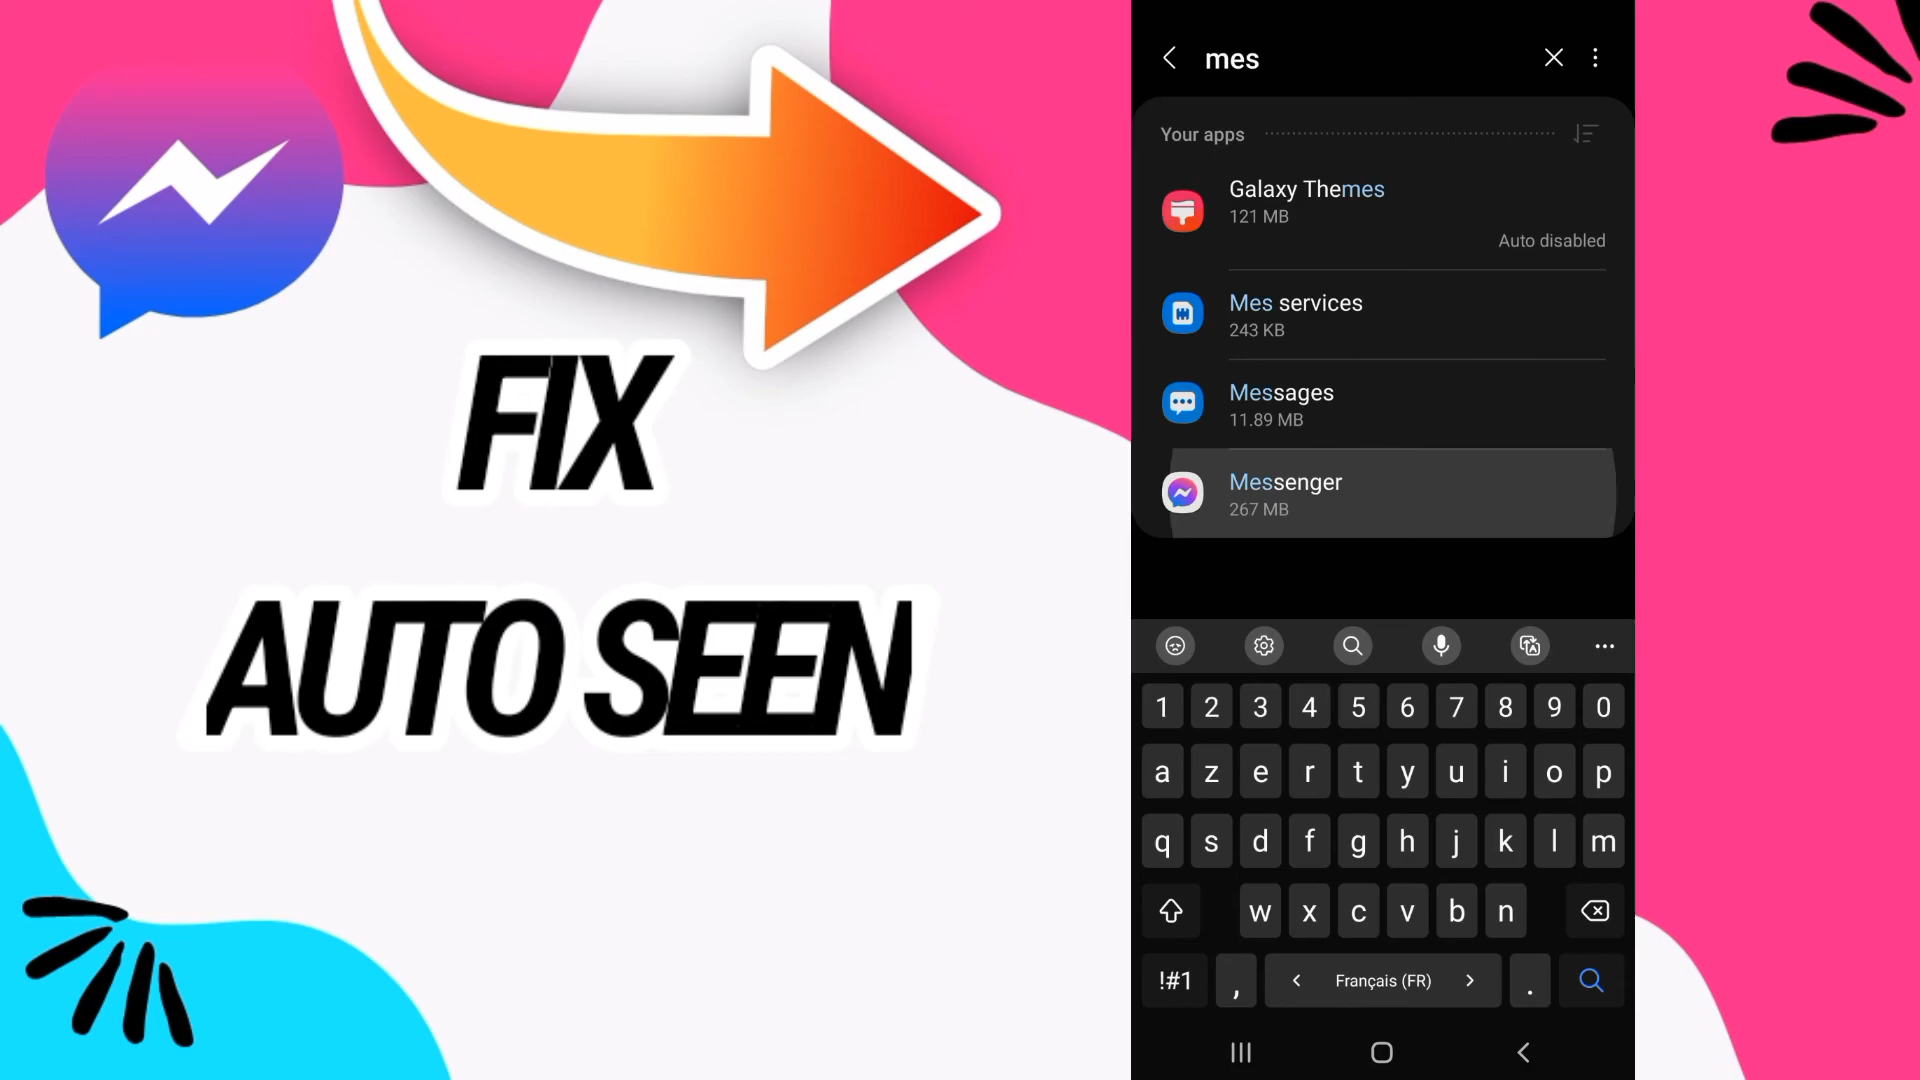 FIX
AUTO SEEN
mes
Your apps
Galaxy Themes
121 MB
Auto disabled
Mes services
243 KB
Messages
11.89 MB
Messenger
267 MB
1 2 3 4 5 6 7 8 9 0
a z e r t y u i o p
q s d f g h j k l m
w x c v b n
!#1 , < Français (FR) > .